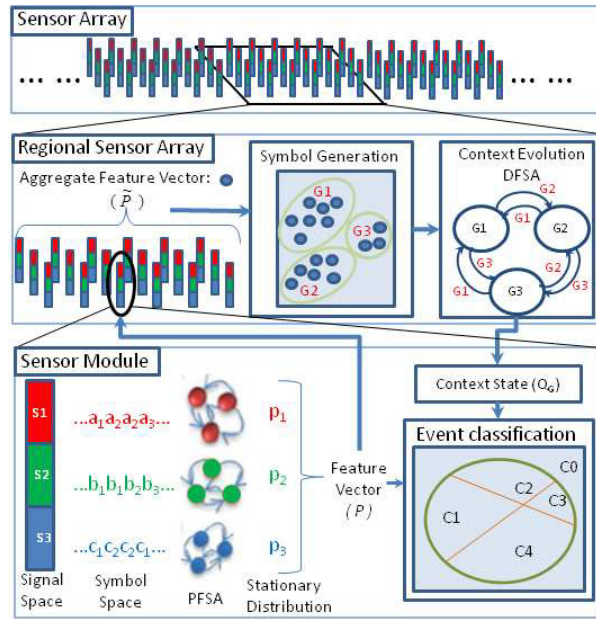 Sensor Array
... ...
... ...
Regional Sensor Array
Aggregate Feature Vector:
(P̃)
Symbol Generation
G1
G3
G2
Context Evolution
DFSA
G2
G1
G1
G2
G3
G1
G2
G3
G3
Sensor Module
S1
...a₁a₂a₂a₃...
p₁
S2
...b₁b₁b₂b₃...
p₂
S3
...c₁c₂c₂c₁...
p₃
Signal
Space
Symbol
Space
PFSA
Stationary
Distribution
Feature
Vector
(P)
Context State (Q_G)
Event classification
C0
C2
C3
C1
C4